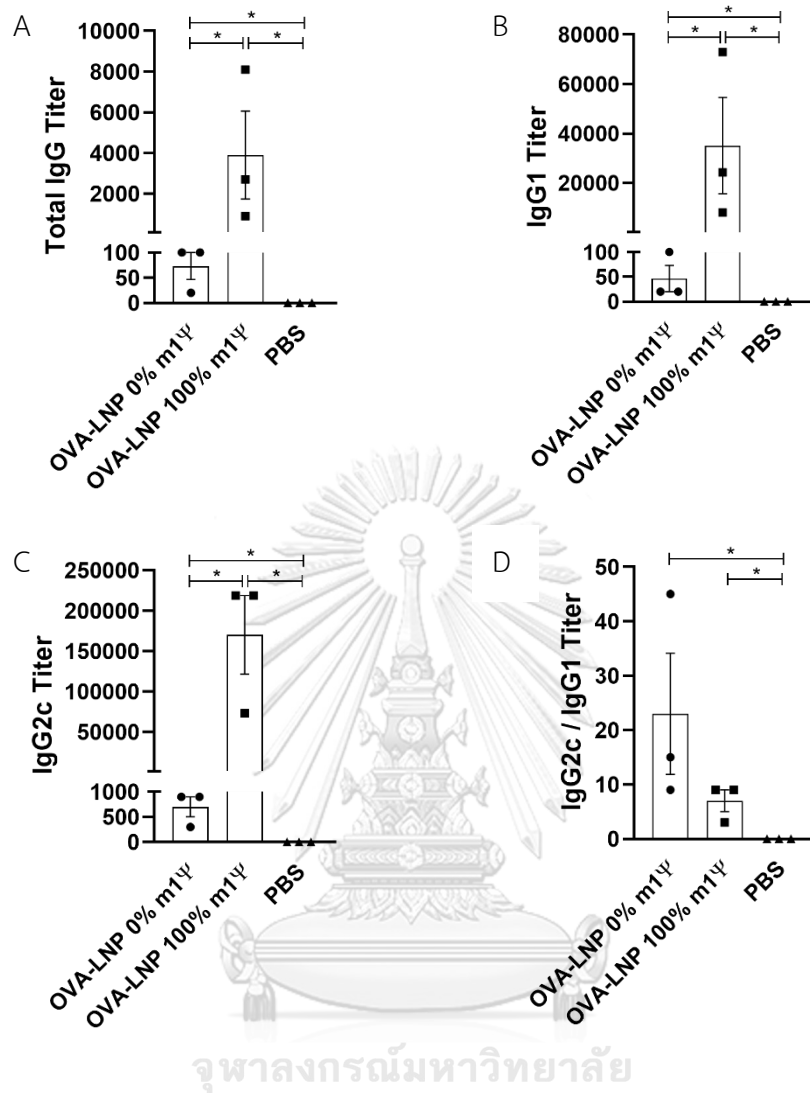 A
*
* *
Total IgG Titer
10000
8000
6000
4000
2000
100
50
0
OVA-LNP 0% m1Ψ
OVA-LNP 100% m1Ψ
PBS
B
*
* *
IgG1 Titer
80000
60000
40000
20000
100
50
0
OVA-LNP 0% m1Ψ
OVA-LNP 100% m1Ψ
PBS
C
*
* *
IgG2c Titer
250000
200000
150000
100000
50000
1000
500
0
OVA-LNP 0% m1Ψ
OVA-LNP 100% m1Ψ
PBS
D
*
*
IgG2c / IgG1 Titer
50
40
30
20
10
0
OVA-LNP 0% m1Ψ
OVA-LNP 100% m1Ψ
PBS
จุฬาลงกรณ์มหาวิทยาลัย